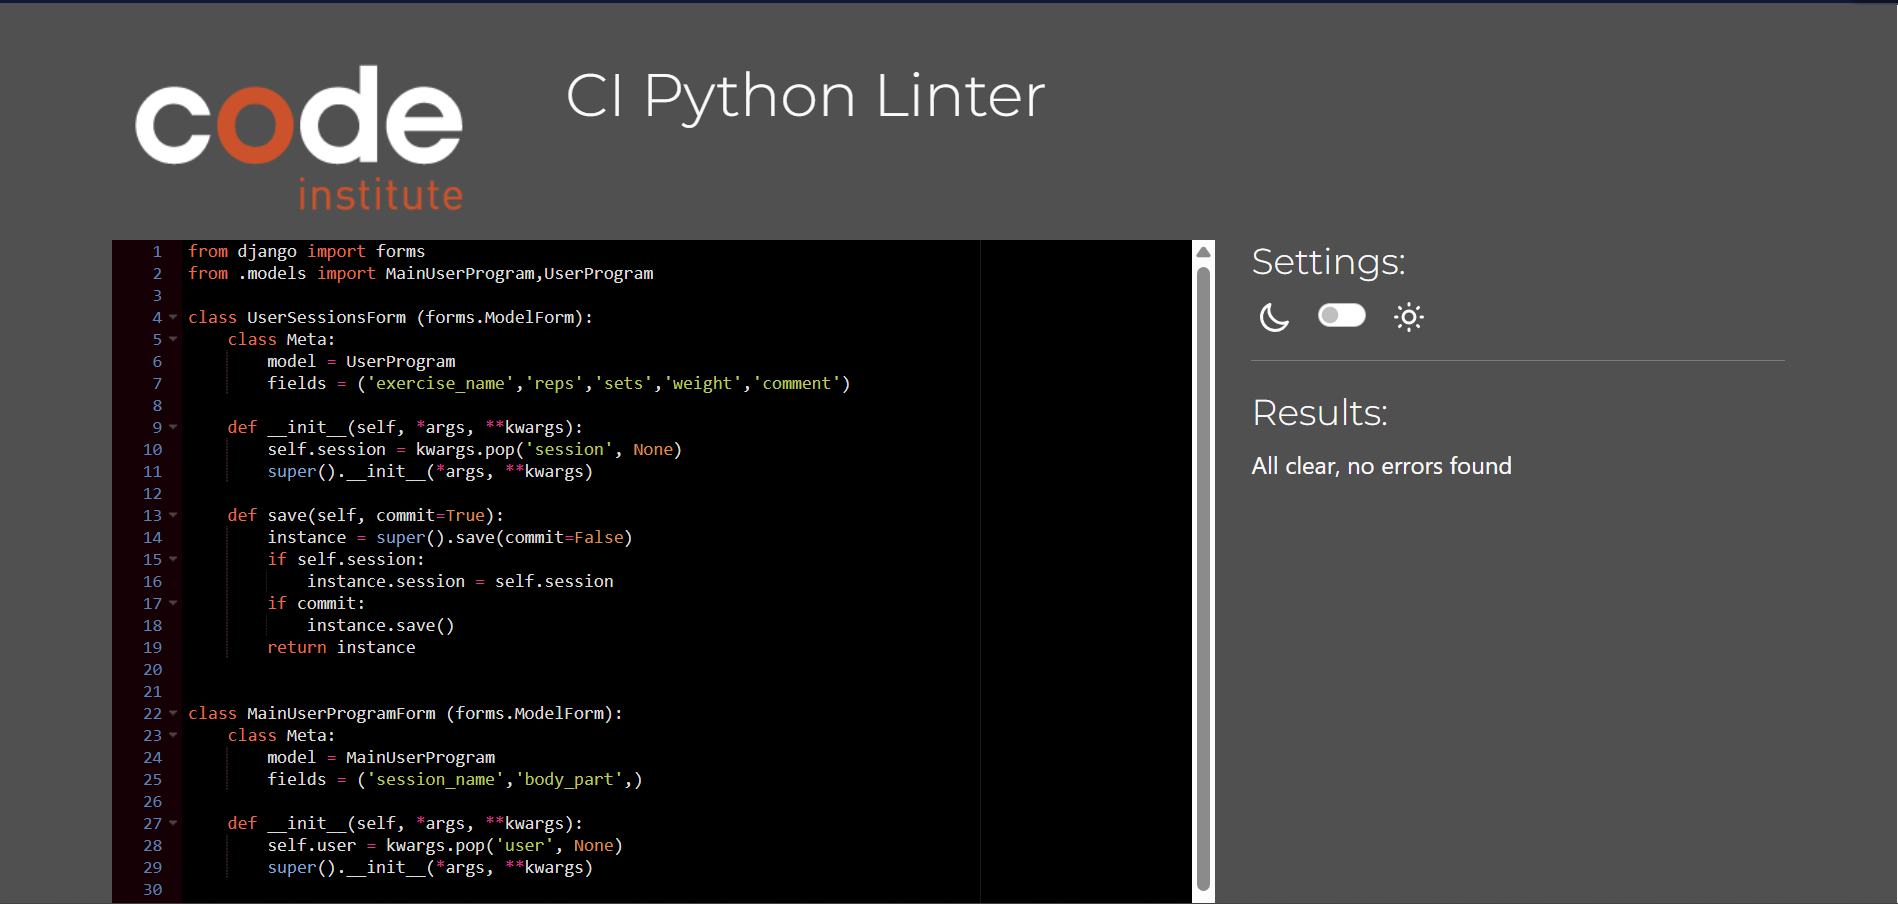 code
institute
CI Python Linter
1 from django import forms
2 from .models import MainUserProgram,UserProgram
3
4 class UserSessionsForm (forms.ModelForm):
5     class Meta:
6         model = UserProgram
7         fields = ('exercise_name','reps','sets','weight','comment')
8
9     def __init__(self, *args, **kwargs):
10         self.session = kwargs.pop('session', None)
11         super().__init__(*args, **kwargs)
12
13     def save(self, commit=True):
14         instance = super().save(commit=False)
15         if self.session:
16             instance.session = self.session
17         if commit:
18             instance.save()
19         return instance
20
21
22 class MainUserProgramForm (forms.ModelForm):
23     class Meta:
24         model = MainUserProgram
25         fields = ('session_name','body_part',)
26
27     def __init__(self, *args, **kwargs):
28         self.user = kwargs.pop('user', None)
29         super().__init__(*args, **kwargs)
30
Settings:
Results:
All clear, no errors found